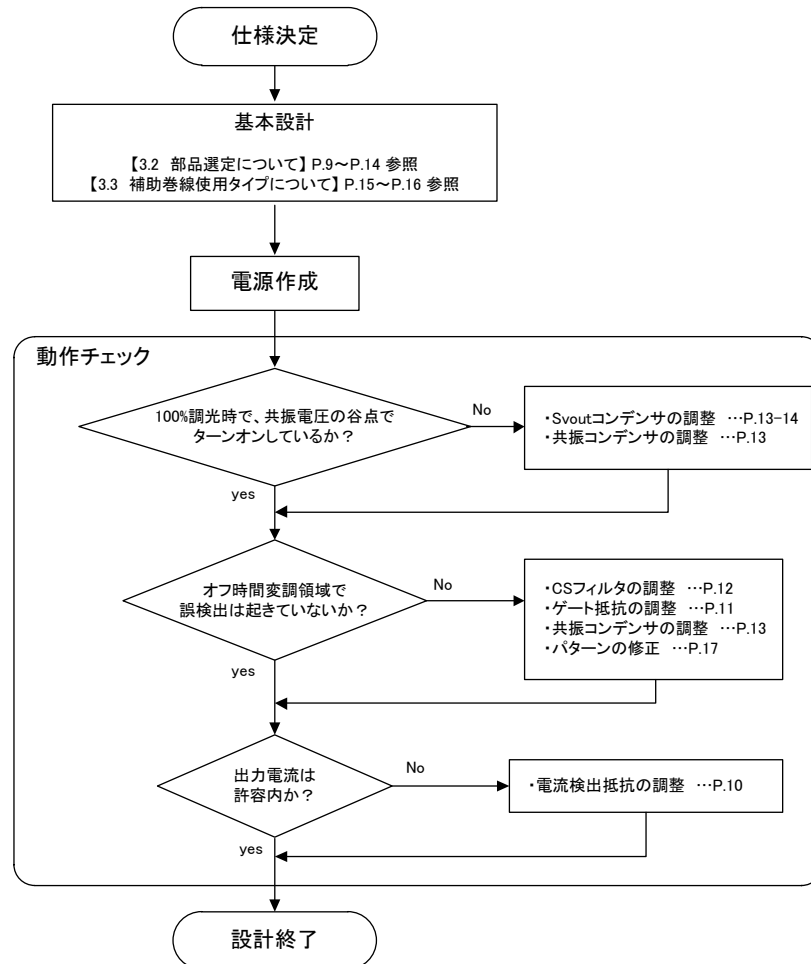 仕様決定
基本設計
【3.2 部品選定について】 P.9～P.14 参照
【3.3 補助巻線使用タイプについて】 P.15～P.16 参照
電源作成
動作チェック
100%調光時で、共振電圧の谷点で
ターンオンしているか？
No
・Svoutコンデンサの調整 …P.13-14
・共振コンデンサの調整 …P.13
yes
オフ時間変調領域で
誤検出は起きていないか？
No
・CSフィルタの調整 …P.12
・ゲート抵抗の調整 …P.11
・共振コンデンサの調整 …P.13
・パターンの修正 …P.17
yes
出力電流は
許容内か？
No
・電流検出抵抗の調整 …P.10
yes
設計終了